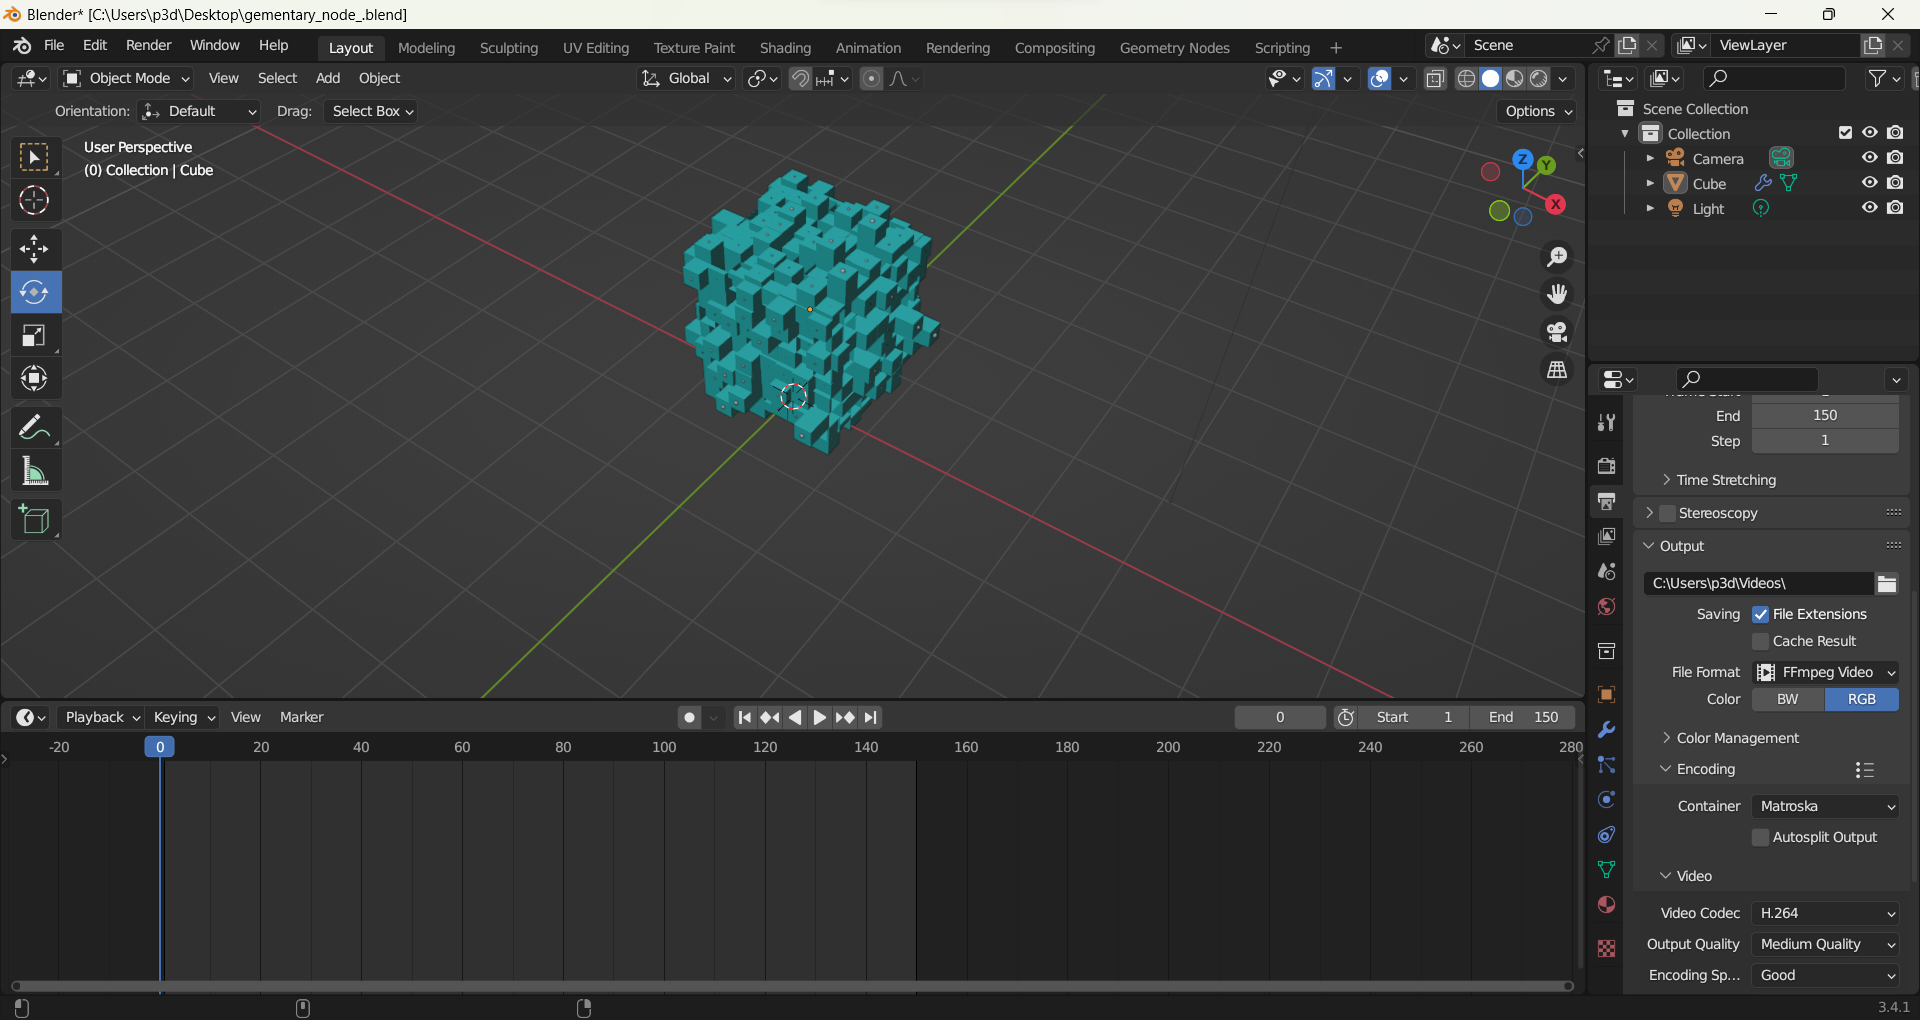 Blender* [C:\Users\p3d\Desktop\gementary_node_.blend]
File Edit Render Window Help Layout Modeling Sculpting UV Editing Texture Paint Shading Animation Rendering Compositing Geometry Nodes Scripting + Scene ViewLayer
Object Mode View Select Add Object Global
Orientation: Default Drag: Select Box Options
User Perspective
(0) Collection | Cube
Z Y X
Scene Collection
Collection
Camera
Cube
Light
End 150
Step 1
Time Stretching
Stereoscopy
Output
C:\Users\p3d\Videos\
Saving File Extensions
Cache Result
File Format FFmpeg Video
Color BW RGB
Color Management
Encoding
Container Matroska
Autosplit Output
Video
Video Codec H.264
Output Quality Medium Quality
Encoding Sp... Good
Playback Keying View Marker 0 Start 1 End 150
-20 0 20 40 60 80 100 120 140 160 180 200 220 240 260 280
3.4.1